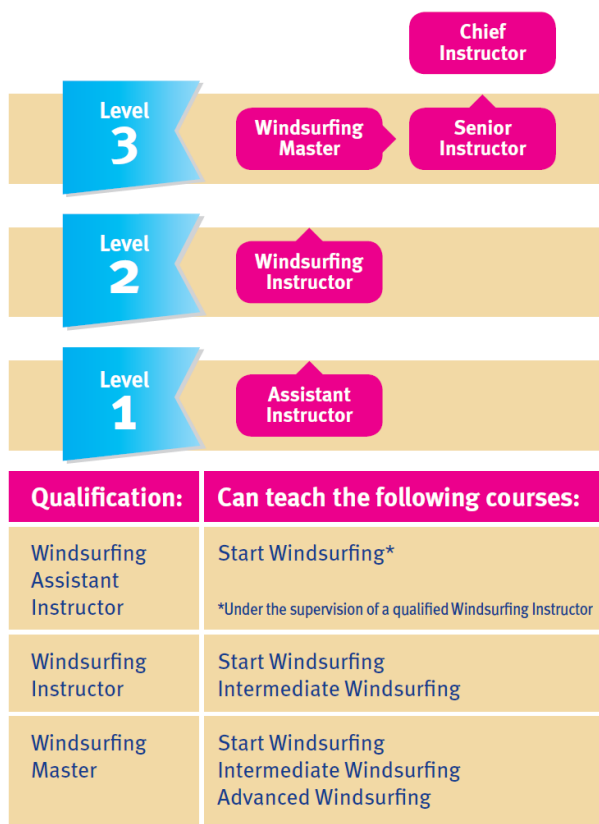 Chief
Instructor
Level
3
Windsurfing
Master
Senior
Instructor
Level
2
Windsurfing
Instructor
Level
1
Assistant
Instructor
Qualification:
Can teach the following courses:
Windsurfing
Assistant
Instructor
Start Windsurfing*
*Under the supervision of a qualified Windsurfing Instructor
Windsurfing
Instructor
Start Windsurfing
Intermediate Windsurfing
Windsurfing
Master
Start Windsurfing
Intermediate Windsurfing
Advanced Windsurfing